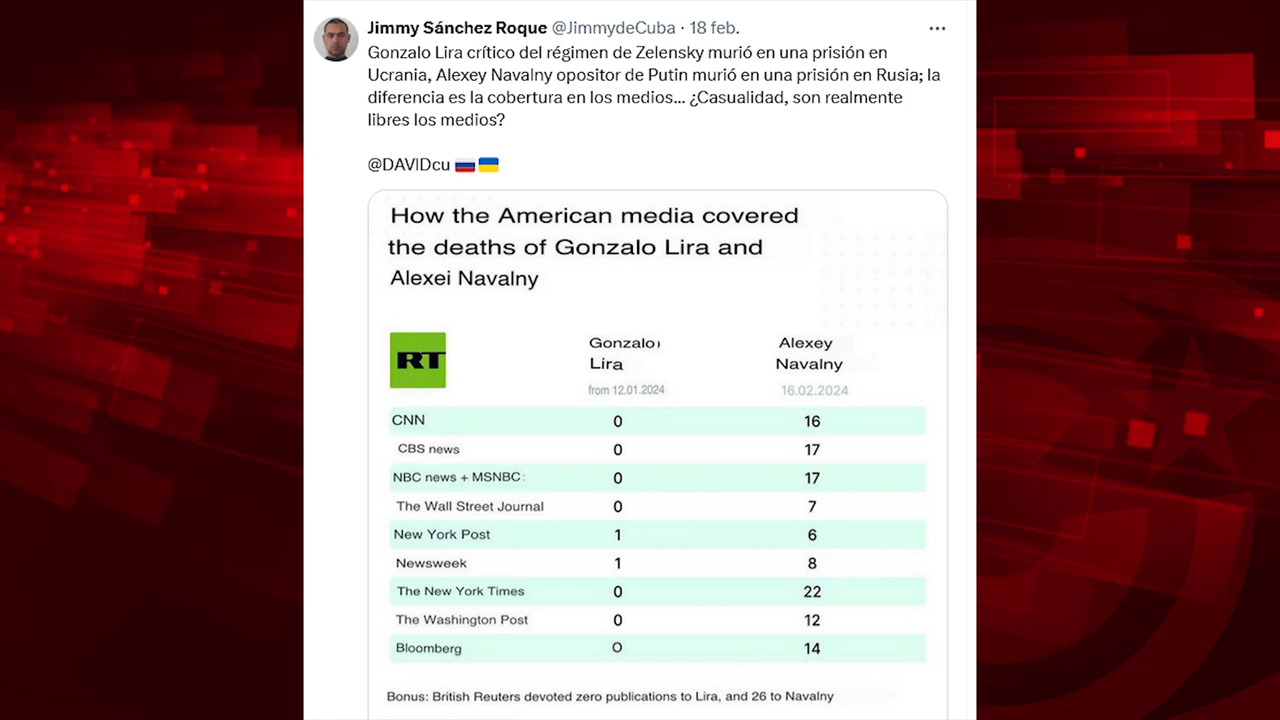 Jimmy Sánchez Roque @JimmydeCuba · 18 feb.
Gonzalo Lira crítico del régimen de Zelensky murió en una prisión en
Ucrania, Alexey Navalny opositor de Putin murió en una prisión en Rusia; la
diferencia es la cobertura en los medios... ¿Casualidad, son realmente
libres los medios?
@DAVIDcu 🇷🇺🇺🇦
How the American media covered
the deaths of Gonzalo Lira and
Alexei Navalny
RT
Gonzalo Alexey
Lira Navalny
from 12.01.2024 16.02.2024
CNN 0 16
CBS news 0 17
NBC news + MSNBC: 0 17
The Wall Street Journal 0 7
New York Post 1 6
Newsweek 1 8
The New York Times 0 22
The Washington Post 0 12
Bloomberg 0 14
Bonus: British Reuters devoted zero publications to Lira, and 26 to Navalny